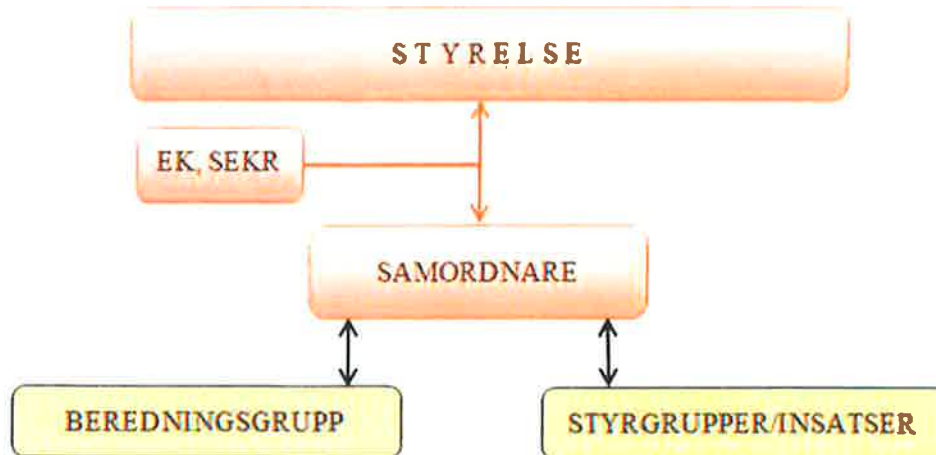 STYRELSE
EK, SEKR
SAMORDNARE
BEREDNINGSGRUPP
STYRGRUPPER/INSATSER